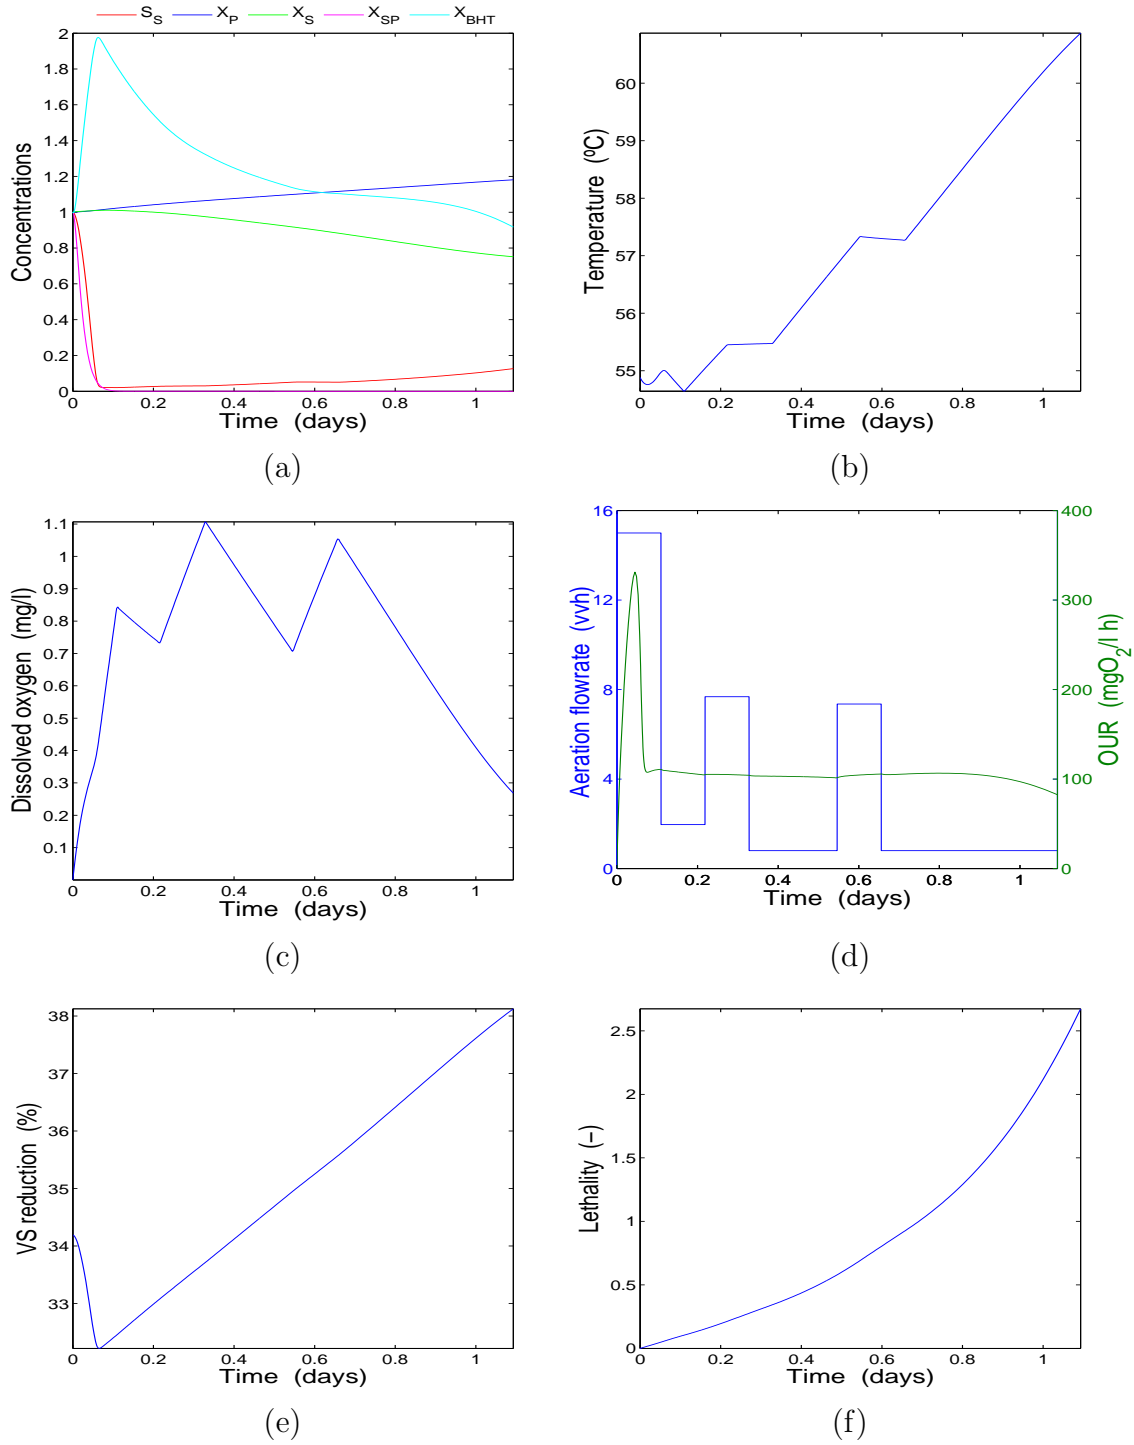 S_S X_P X_S X_SP X_BHT
2
1.8
1.6
1.4
1.2
1
0.8
0.6
0.4
0.2
0
Concentrations
0 0.2 0.4 0.6 0.8 1
Time (days)
(a)
60
59
58
57
56
55
Temperature (ºC)
0 0.2 0.4 0.6 0.8 1
Time (days)
(b)
1.1
1
0.9
0.8
0.7
0.6
0.5
0.4
0.3
0.2
0.1
Dissolved oxygen (mg/l)
0 0.2 0.4 0.6 0.8 1
Time (days)
(c)
16
12
8
4
0
Aeration flowrate (vvh)
400
300
200
100
0
OUR (mgO_2/l h)
0 0.2 0.4 0.6 0.8 1
Time (days)
(d)
38
37
36
35
34
33
VS reduction (%)
0 0.2 0.4 0.6 0.8 1
Time (days)
(e)
2.5
2
1.5
1
0.5
0
Lethality (−)
0 0.2 0.4 0.6 0.8 1
Time (days)
(f)